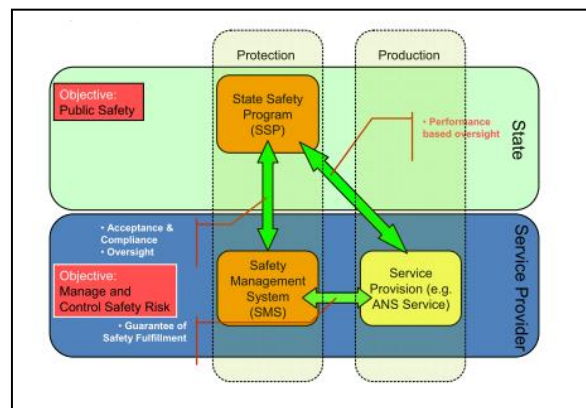 Protection
Production
Objective:
Public Safety
State Safety
Program
(SSP)
• Performance
based oversight
State
• Acceptance &
Compliance
• Oversight
Objective:
Manage and
Control Safety Risk
Safety
Management
System
(SMS)
Service
Provision (e.g.
ANS Service)
• Guarantee of
Safety Fulfillment
Service Provider